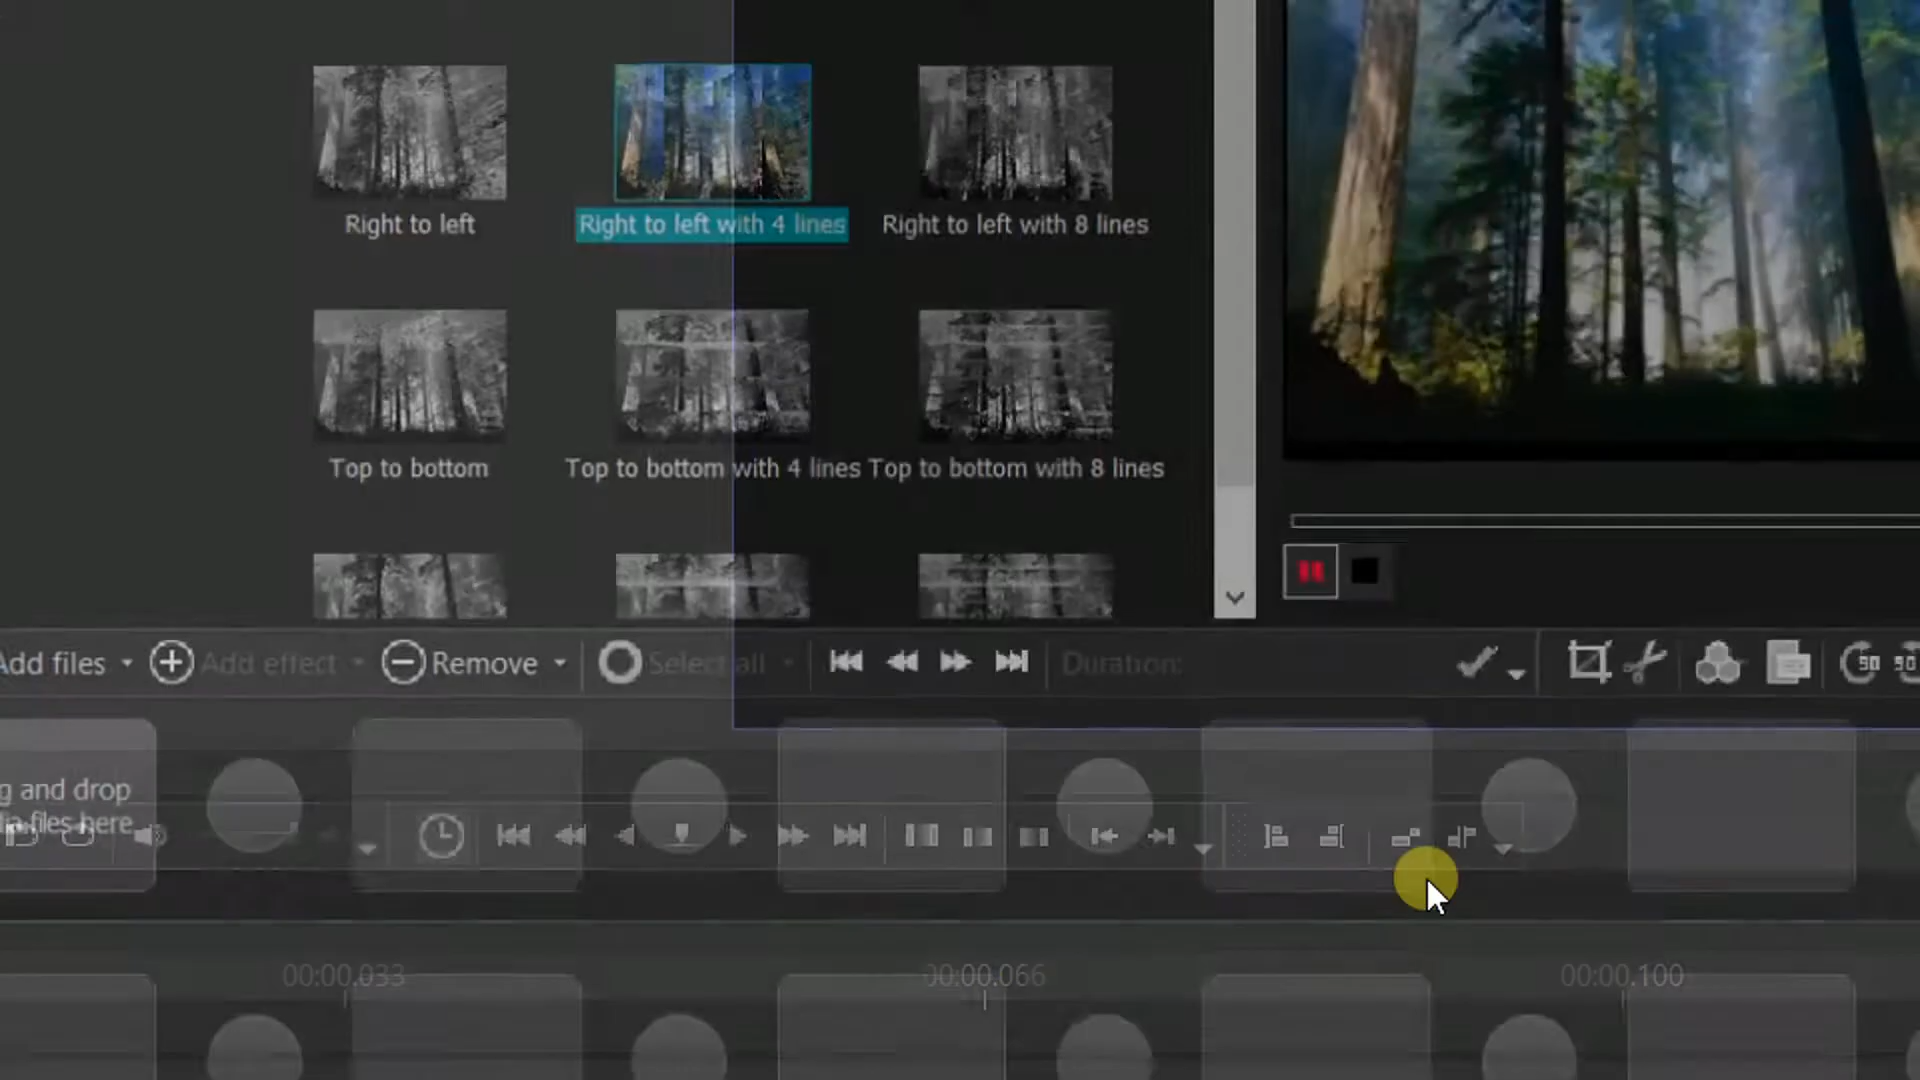 Right to left
Right to left with 4 lines
Right to left with 8 lines
Top to bottom
Top to bottom with 4 lines
Top to bottom with 8 lines
Add files
Add effect
Remove
Select all
Duration:
90
90
g and drop
files here
00:00.033
00:00.066
00:00.100